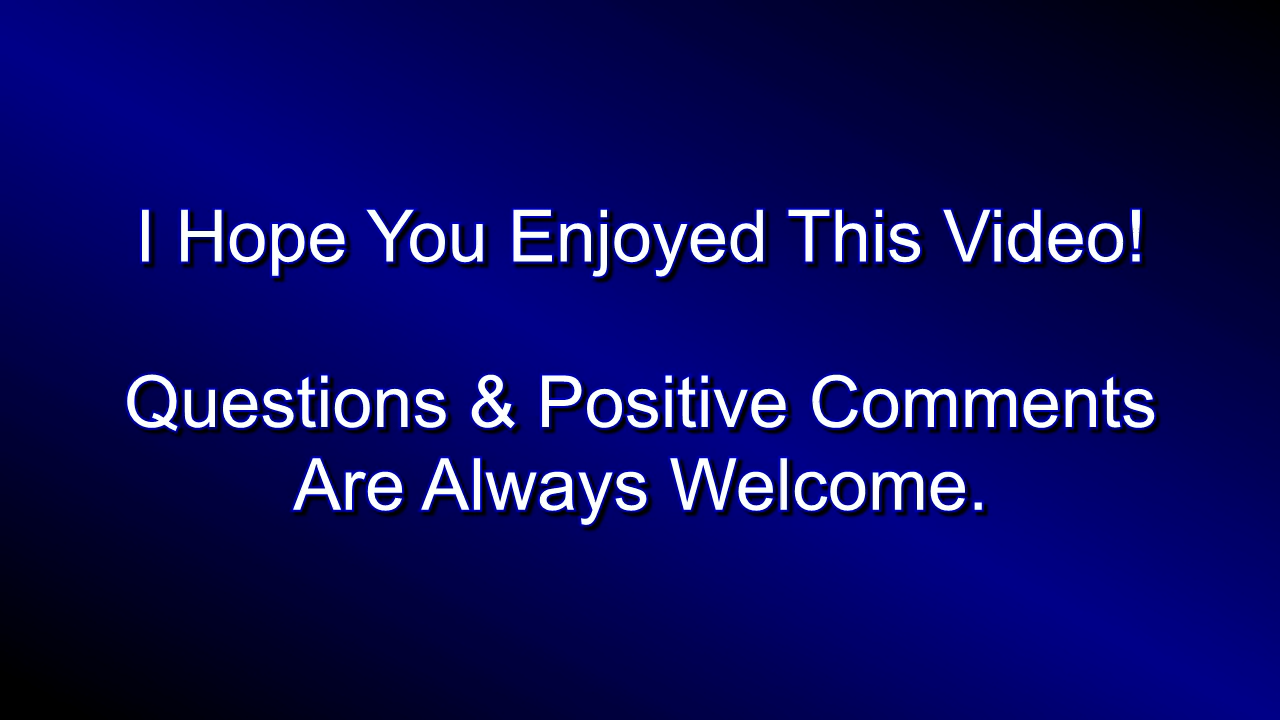 I Hope You Enjoyed This Video!
Questions & Positive Comments
Are Always Welcome.